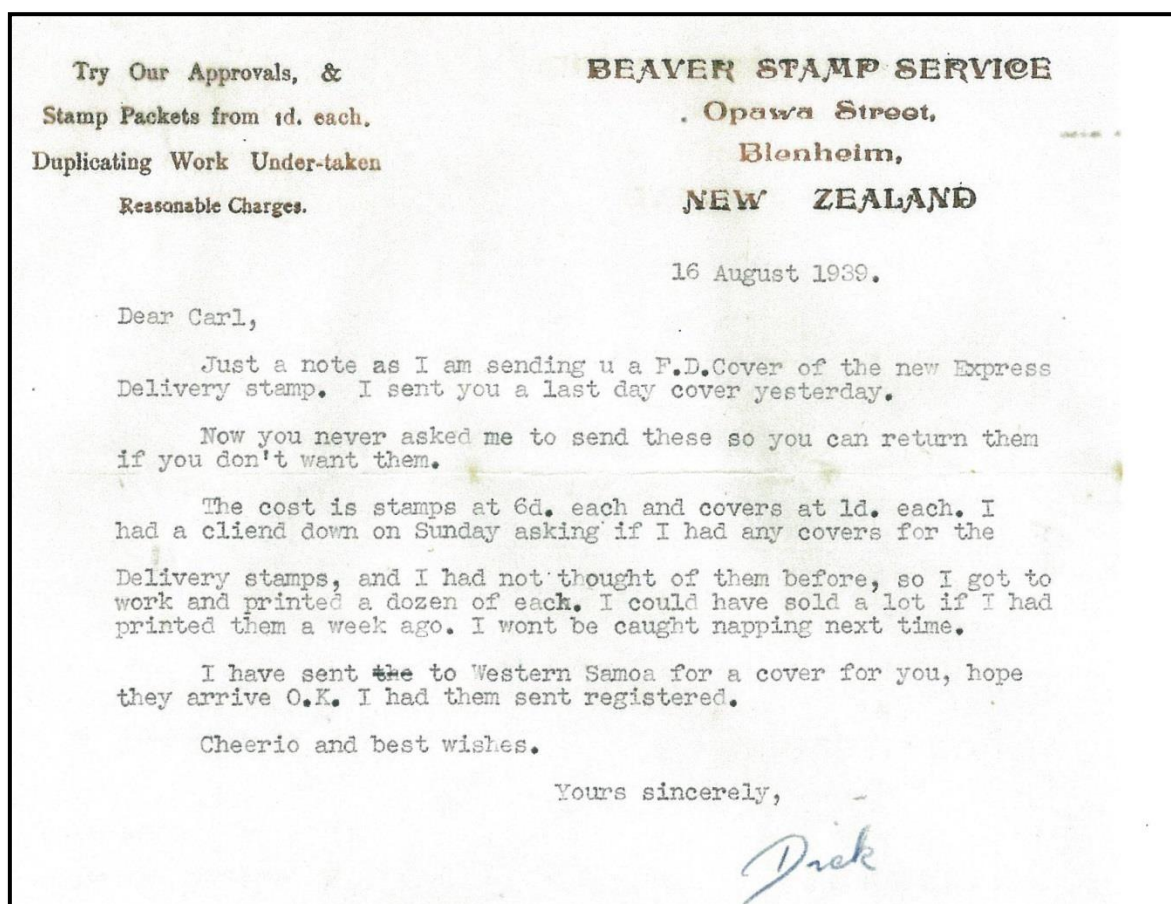 Try Our Approvals, &
Stamp Packets from 1d. each.
Duplicating Work Under-taken
Reasonable Charges.
BEAVER STAMP SERVICE
Opawa Street,
Blenheim,
NEW ZEALAND
16 August 1939.
Dear Carl,
Just a note as I am sending u a F.D.Cover of the new Express
Delivery stamp. I sent you a last day cover yesterday.
Now you never asked me to send these so you can return them
if you don't want them.
The cost is stamps at 6d. each and covers at 1d. each. I
had a cliend down on Sunday asking if I had any covers for the
Delivery stamps, and I had not thought of them before, so I got to
work and printed a dozen of each. I could have sold a lot if I had
printed them a week ago. I wont be caught napping next time.
I have sent the to Western Samoa for a cover for you, hope
they arrive O.K. I had them sent registered.
Cheerio and best wishes.
Yours sincerely,
Dick